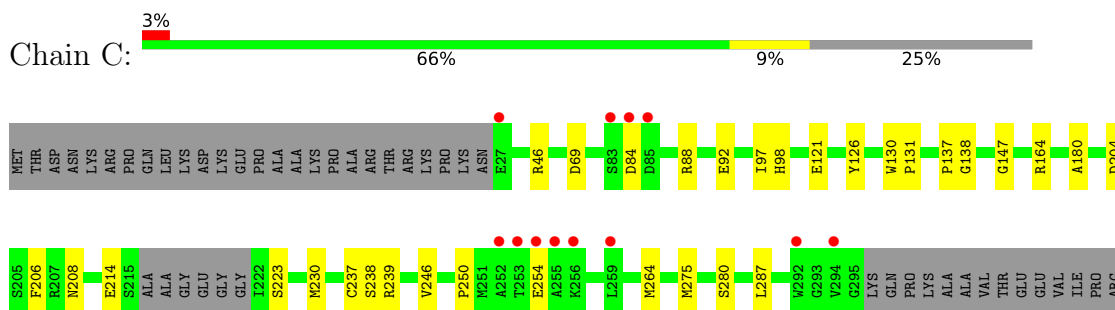 3%
Chain C:
66% 9% 25%
MET THR ASP ASN LYS ARG PRO GLN LEU LYS ASP LYS GLU PRO ALA ALA LYS PRO ALA ARG THR ARG LYS PRO LYS ASN E27 R46 D69 S83 D84 D85 R88 E92 I97 H98 E121 Y126 W130 P131 P137 G138 G147 R164 A180 D204
S205 F206 R207 N208 E214 S215 ALA ALA GLY GLU GLY GLY I222 S223 M230 C237 S238 R239 V246 P250 M251 A252 T253 E254 A255 K256 L259 M264 M275 S280 L287 W292 G293 V294 G295 LYS GLN PRO LYS ALA ALA VAL THR GLU GLU VAL ILE PRO ARG